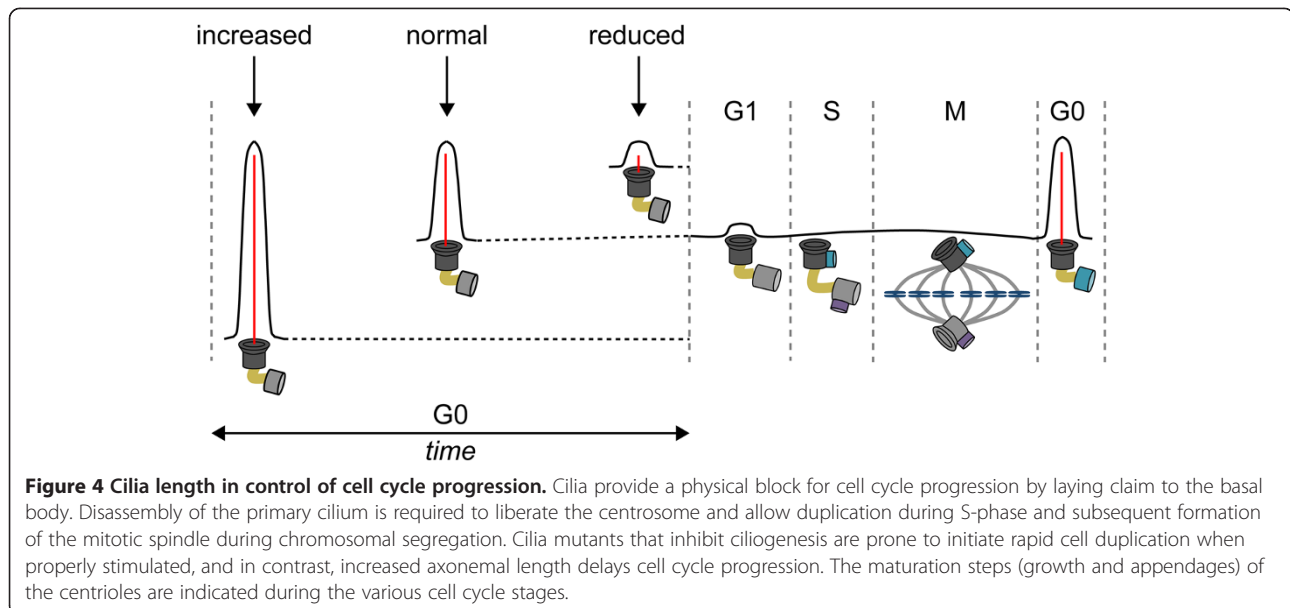 increased normal reduced
G1 S M G0
G0
time
Figure 4 Cilia length in control of cell cycle progression. Cilia provide a physical block for cell cycle progression by laying claim to the basal
body. Disassembly of the primary cilium is required to liberate the centrosome and allow duplication during S-phase and subsequent formation
of the mitotic spindle during chromosomal segregation. Cilia mutants that inhibit ciliogenesis are prone to initiate rapid cell duplication when
properly stimulated, and in contrast, increased axonemal length delays cell cycle progression. The maturation steps (growth and appendages) of
the centrioles are indicated during the various cell cycle stages.